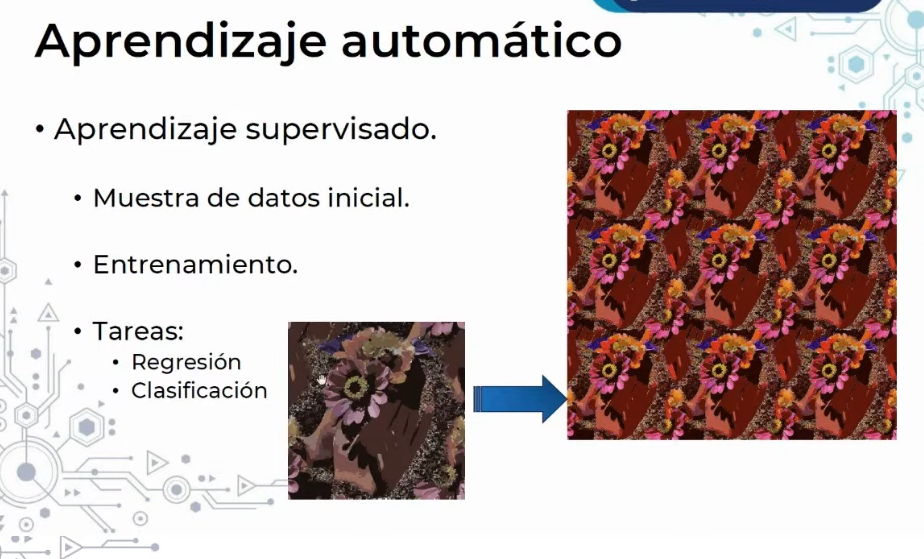 Aprendizaje automático
• Aprendizaje supervisado.
• Muestra de datos inicial.
• Entrenamiento.
• Tareas:
• Regresión
• Clasificación